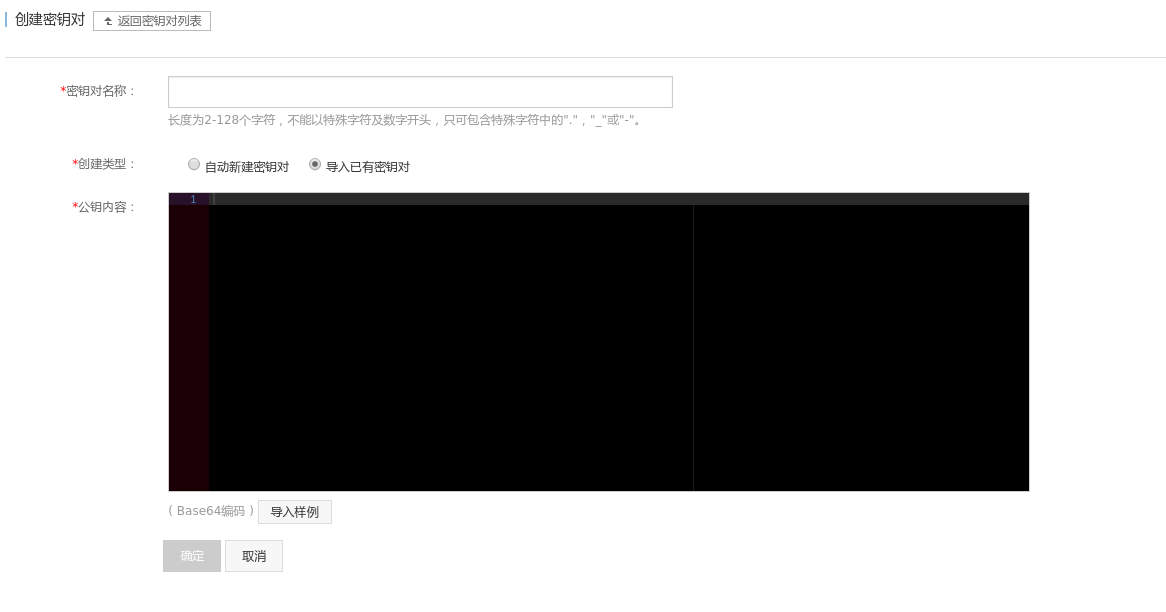 创建密钥对 返回密钥对列表
*密钥对名称：
长度为2-128个字符，不能以特殊字符及数字开头，只可包含特殊字符中的"."，"_"或"-"。
*创建类型： 自动新建密钥对 导入已有密钥对
*公钥内容： 1
( Base64编码 ) 导入样例
确定 取消